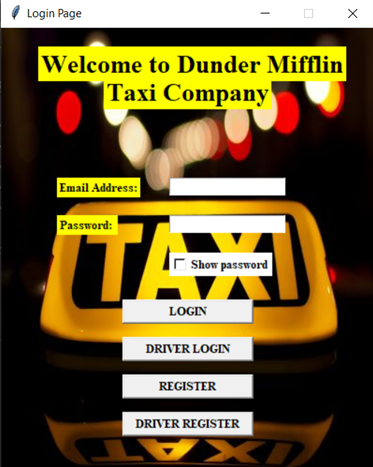 Login Page
Welcome to Dunder Mifflin
Taxi Company
Email Address:
Password:
TAXI
Show password
LOGIN
DRIVER LOGIN
REGISTER
DRIVER REGISTER
TAXI